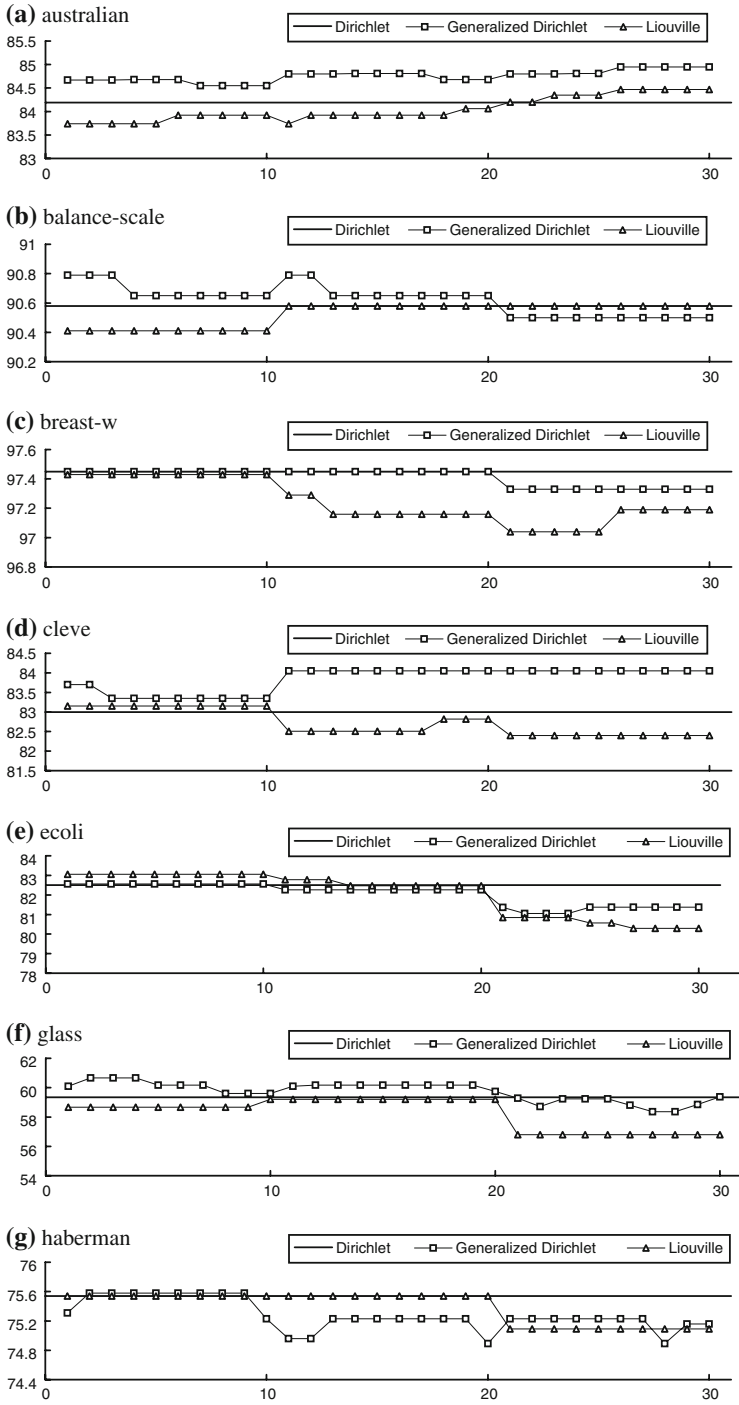 (a) australian
Dirichlet Generalized Dirichlet Liouville
85.5
85
84.5
84
83.5
83
0 10 20 30
(b) balance-scale
Dirichlet Generalized Dirichlet Liouville
91
90.8
90.6
90.4
90.2
0 10 20 30
(c) breast-w
Dirichlet Generalized Dirichlet Liouville
97.6
97.4
97.2
97
96.8
0 10 20 30
(d) cleve
Dirichlet Generalized Dirichlet Liouville
84.5
84
83.5
83
82.5
82
81.5
0 10 20 30
(e) ecoli
Dirichlet Generalized Dirichlet Liouville
84
83
82
81
80
79
78
0 10 20 30
(f) glass
Dirichlet Generalized Dirichlet Liouville
62
60
58
56
54
0 10 20 30
(g) haberman
Dirichlet Generalized Dirichlet Liouville
76
75.6
75.2
74.8
74.4
0 10 20 30